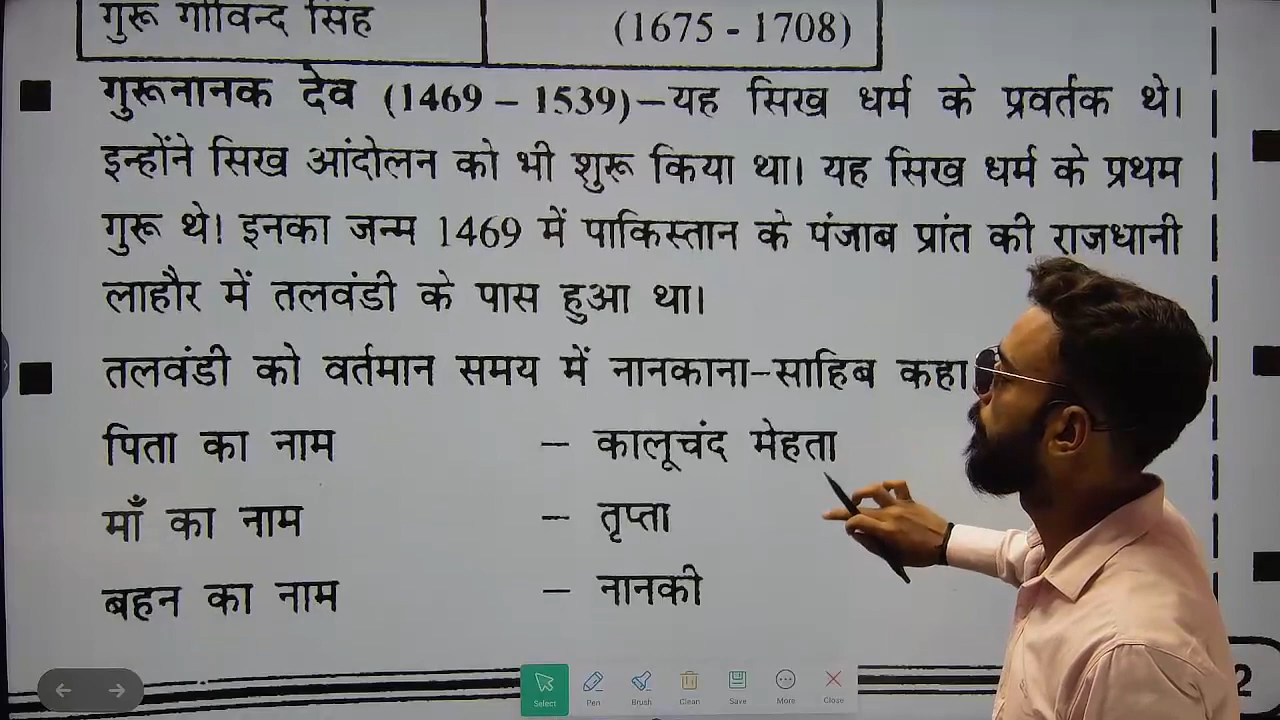 गुरू गोविन्द सिंह (1675 - 1708)
गुरूनानक देव (1469 – 1539)–यह सिख धर्म के प्रवर्तक थे।
इन्होंने सिख आंदोलन को भी शुरू किया था। यह सिख धर्म के प्रथम
गुरू थे। इनका जन्म 1469 में पाकिस्तान के पंजाब प्रांत की राजधानी
लाहौर में तलवंडी के पास हुआ था।
तलवंडी को वर्तमान समय में नानकाना-साहिब कहा
पिता का नाम – कालूचंद मेहता
माँ का नाम – तृप्ता
बहन का नाम – नानकी
Select Pen Brush Clean Save More Close
2